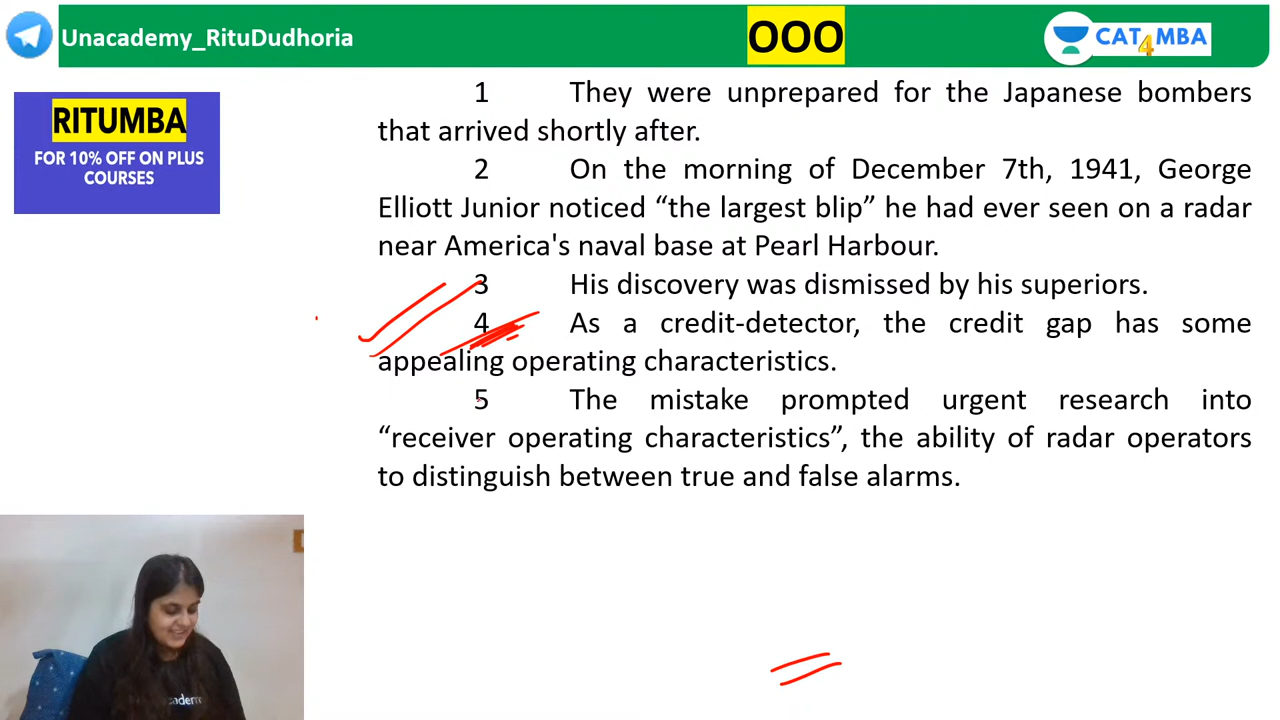 Unacademy_RituDudhoria
OOO
CAT4MBA
RITUMBA
FOR 10% OFF ON PLUS
COURSES
1 They were unprepared for the Japanese bombers
that arrived shortly after.
2 On the morning of December 7th, 1941, George
Elliott Junior noticed “the largest blip” he had ever seen on a radar
near America's naval base at Pearl Harbour.
3 His discovery was dismissed by his superiors.
4 As a credit-detector, the credit gap has some
appealing operating characteristics.
5 The mistake prompted urgent research into
“receiver operating characteristics”, the ability of radar operators
to distinguish between true and false alarms.